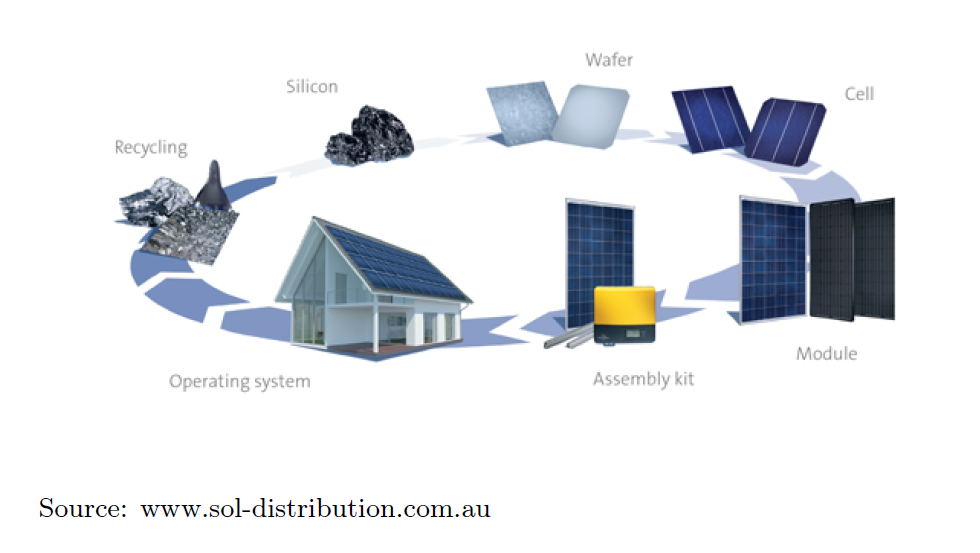 Wafer
Silicon
Cell
Recycling
Module
Operating system
Assembly kit
Source: www.sol-distribution.com.au